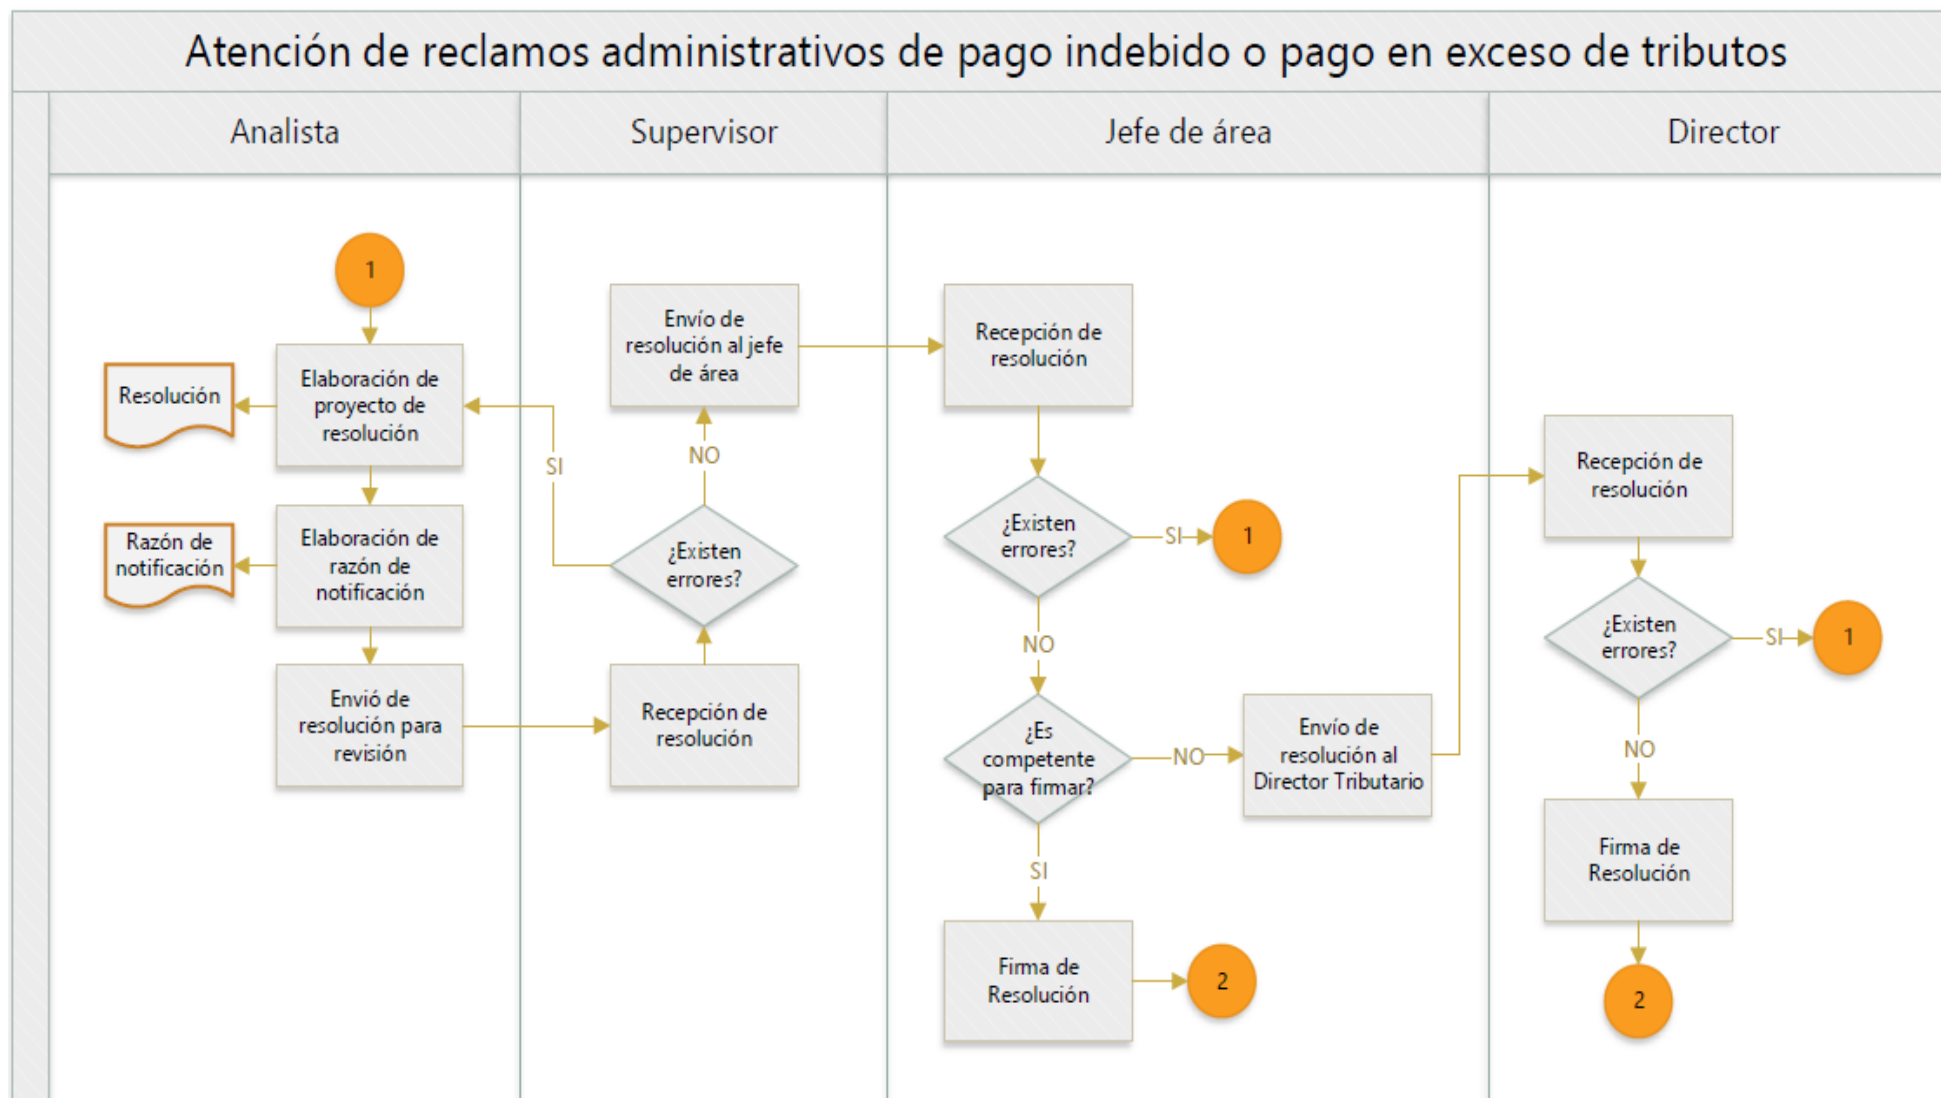 Atención de reclamos administrativos de pago indebido o pago en exceso de tributos
Analista
Supervisor
Jefe de área
Director
1
Elaboración de
proyecto de
resolución
Resolución
Elaboración de
razón de
notificación
Razón de
notificación
Envió de
resolución para
revisión
Envío de
resolución al jefe
de área
NO
SI
¿Existen
errores?
Recepción de
resolución
Recepción de
resolución
¿Existen
errores?
SI
1
NO
¿Es
competente
para firmar?
NO
Envío de
resolución al
Director Tributario
SI
Firma de
Resolución
2
Recepción de
resolución
¿Existen
errores?
SI
1
NO
Firma de
Resolución
2